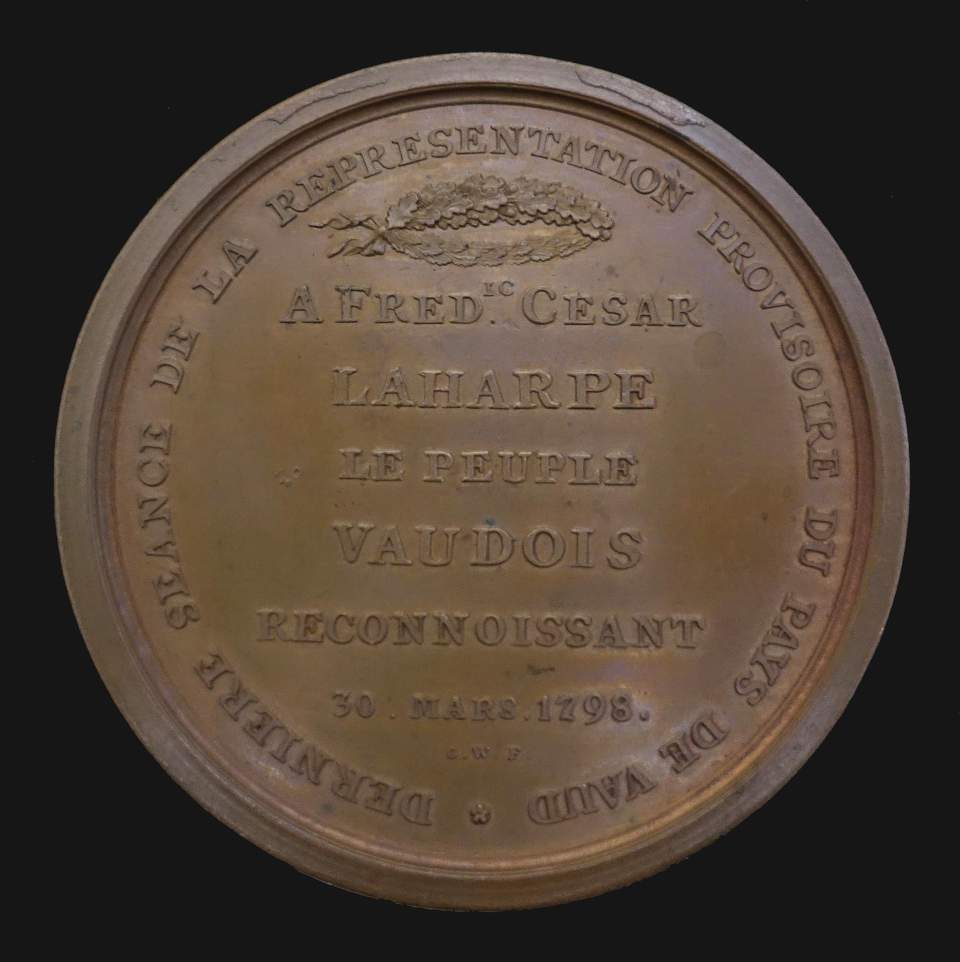 DERNIERE SEANCE DE LA REPRESENTATION PROVISOIRE DU PAYS DE VAUD
A FRED.IC CESAR
LAHARPE
LE PEUPLE
VAUDOIS
RECONNOISSANT
30 . MARS . 1798 .
G . W . F .